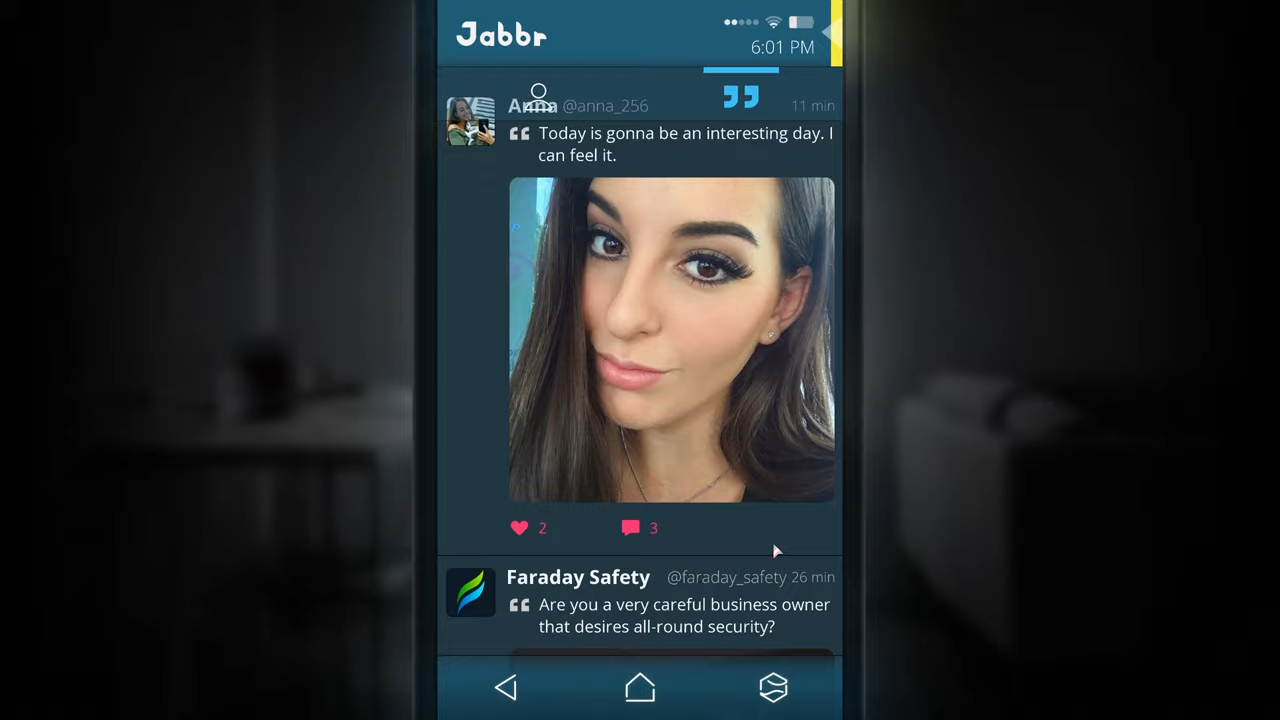 Jabbr
6:01 PM
Anna @anna_256 11 min
Today is gonna be an interesting day. I
can feel it.
2 3
Faraday Safety @faraday_safety 26 min
Are you a very careful business owner
that desires all-round security?